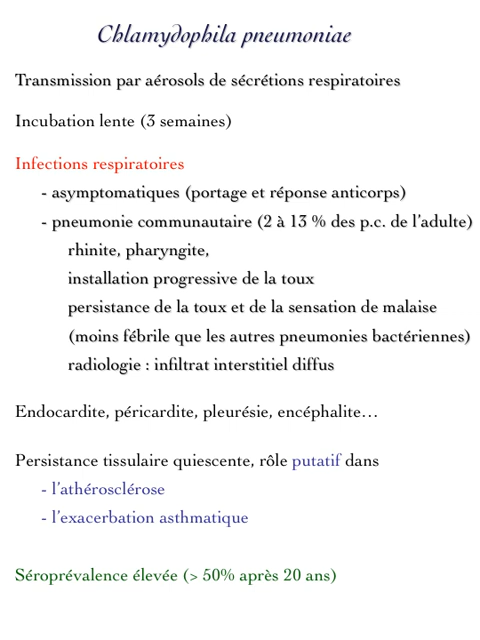 Chlamydophila pneumoniae
Transmission par aérosols de sécrétions respiratoires
Incubation lente (3 semaines)
Infections respiratoires
- asymptomatiques (portage et réponse anticorps)
- pneumonie communautaire (2 à 13 % des p.c. de l'adulte)
rhinite, pharyngite,
installation progressive de la toux
persistance de la toux et de la sensation de malaise
(moins fébrile que les autres pneumonies bactériennes)
radiologie : infiltrat interstitiel diffus
Endocardite, péricardite, pleurésie, encéphalite…
Persistance tissulaire quiescente, rôle putatif dans
- l'athérosclérose
- l'exacerbation asthmatique
Séroprévalence élevée (> 50% après 20 ans)